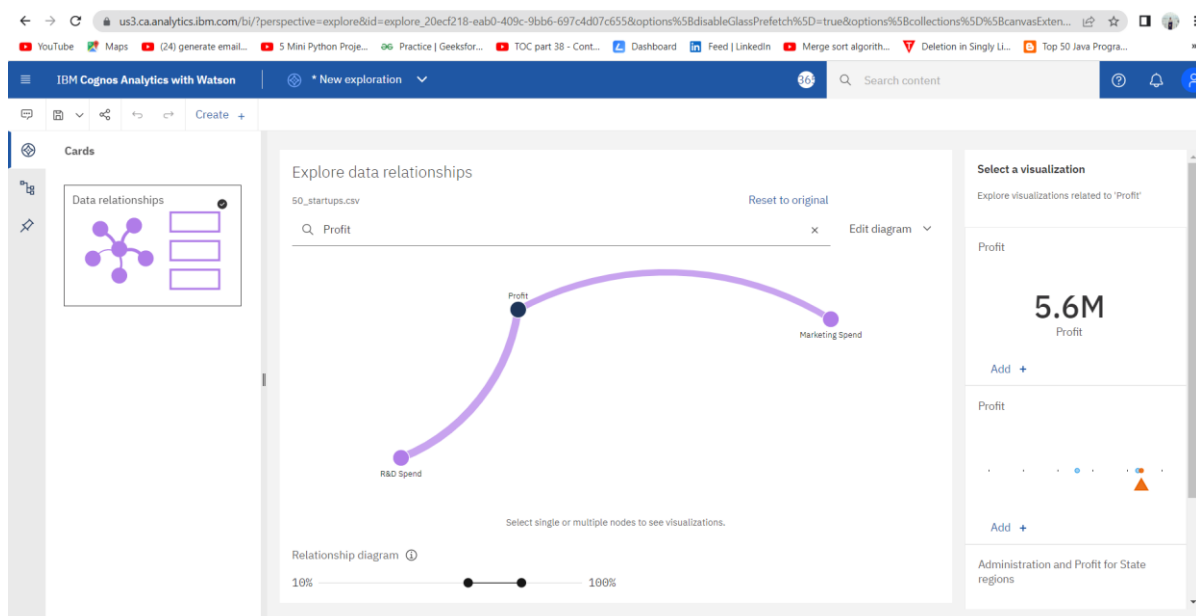 us3.ca.analytics.ibm.com/bi/?perspective=explore&id=explore_20ecf218-eab0-409c-9bb6-697c4d07c655&options%5BdisableGlassPrefetch%5D=true&options%5Bcollections%5D%5BcanvasExten...
YouTube Maps (24) generate email... 5 Mini Python Proje... Practice | Geeksfor... TOC part 38 - Cont... Dashboard Feed | LinkedIn Merge sort algorith... Deletion in Singly Li... Top 50 Java Progra... »
IBM Cognos Analytics with Watson * New exploration Search content
Create +
Cards
Data relationships
Explore data relationships
50_startups.csv Reset to original
Profit × Edit diagram
Profit
Marketing Spend
R&D Spend
Select single or multiple nodes to see visualizations.
Relationship diagram
10% 100%
Select a visualization
Explore visualizations related to 'Profit'
Profit
5.6M
Profit
Add +
Profit
Add +
Administration and Profit for State
regions